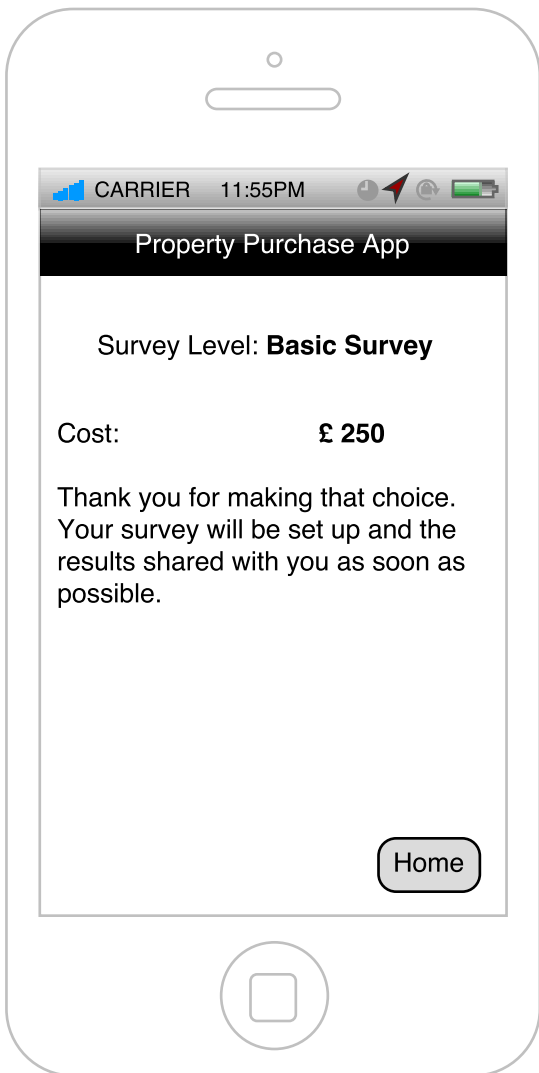 CARRIER 11:55PM
Property Purchase App
Survey Level: Basic Survey
Cost: £ 250
Thank you for making that choice.
Your survey will be set up and the
results shared with you as soon as
possible.
Home